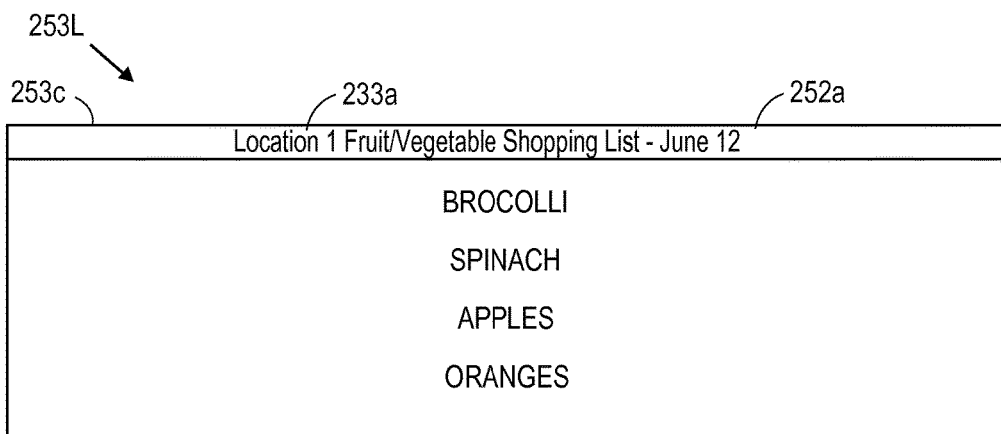 253L
253c
233a
252a
Location 1 Fruit/Vegetable Shopping List - June 12
BROCOLLI
SPINACH
APPLES
ORANGES